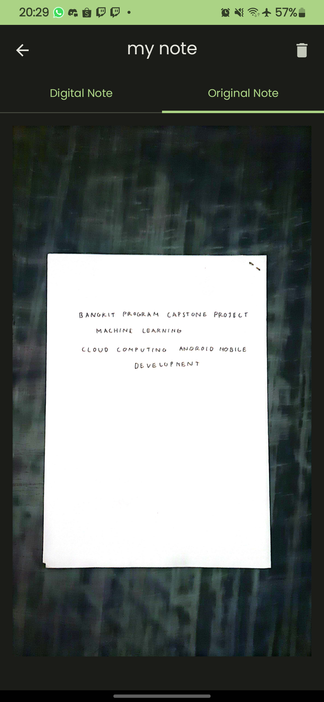 20:29 57%
my note
Digital Note Original Note
BANGKIT PROGRAM CAPSTONE PROJECT
MACHINE LEARNING
CLOUD COMPUTING ANDROID MOBILE
DEVELOPMENT